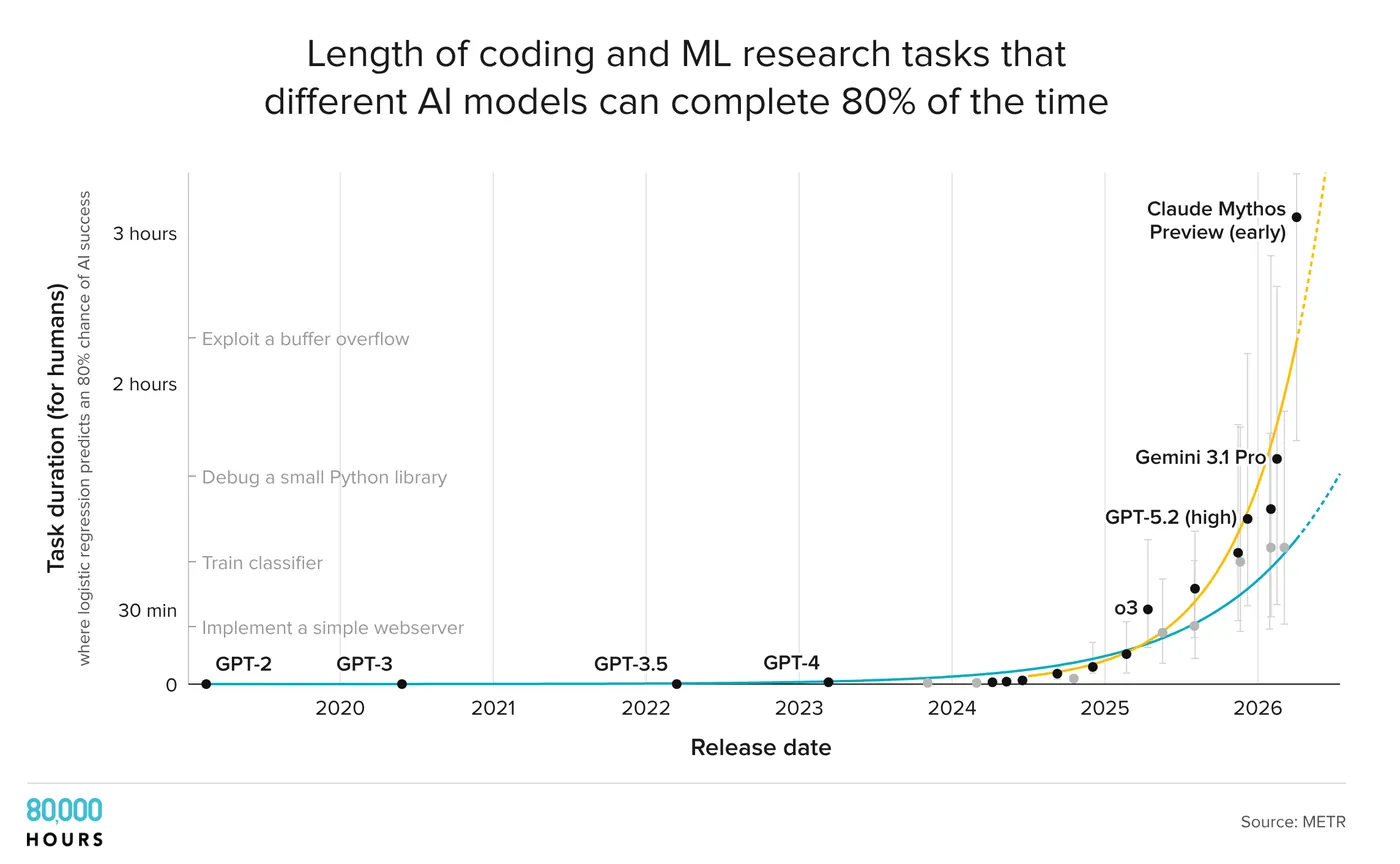 Length of coding and ML research tasks that
different AI models can complete 80% of the time
Task duration (for humans)
where logistic regression predicts an 80% chance of AI success
3 hours
2 hours
30 min
0
Exploit a buffer overflow
Debug a small Python library
Train classifier
Implement a simple webserver
Claude Mythos
Preview (early)
Gemini 3.1 Pro
GPT-5.2 (high)
o3
GPT-2
GPT-3
GPT-3.5
GPT-4
2020
2021
2022
2023
2024
2025
2026
Release date
80,000
HOURS
Source: METR